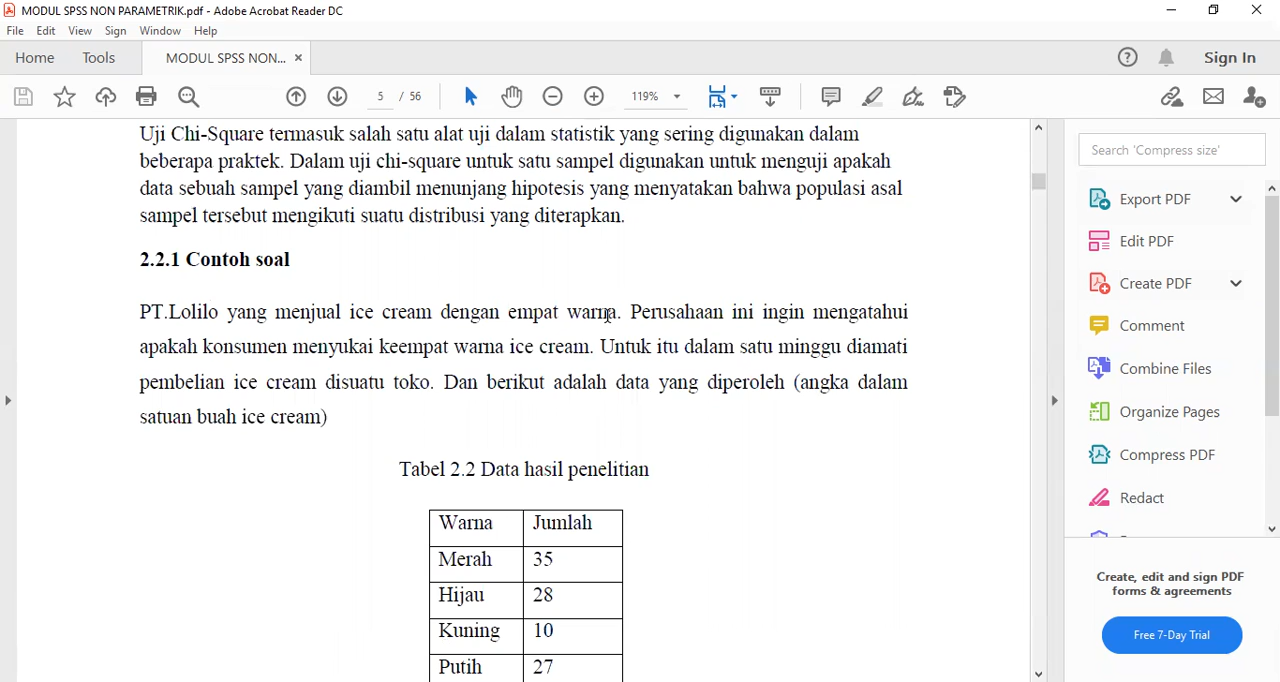 MODUL SPSS NON PARAMETRIK.pdf - Adobe Acrobat Reader DC
File Edit View Sign Window Help
Home Tools MODUL SPSS NON... × Sign In
5 / 56 119%
Uji Chi-Square termasuk salah satu alat uji dalam statistik yang sering digunakan dalam
beberapa praktek. Dalam uji chi-square untuk satu sampel digunakan untuk menguji apakah
data sebuah sampel yang diambil menunjang hipotesis yang menyatakan bahwa populasi asal
sampel tersebut mengikuti suatu distribusi yang diterapkan.
2.2.1 Contoh soal
PT.Lolilo yang menjual ice cream dengan empat warna. Perusahaan ini ingin mengatahui
apakah konsumen menyukai keempat warna ice cream. Untuk itu dalam satu minggu diamati
pembelian ice cream disuatu toko. Dan berikut adalah data yang diperoleh (angka dalam
satuan buah ice cream)
Tabel 2.2 Data hasil penelitian
Warna Jumlah
Merah 35
Hijau 28
Kuning 10
Putih 27
Search 'Compress size'
Export PDF
Edit PDF
Create PDF
Comment
Combine Files
Organize Pages
Compress PDF
Redact
Create, edit and sign PDF
forms & agreements
Free 7-Day Trial